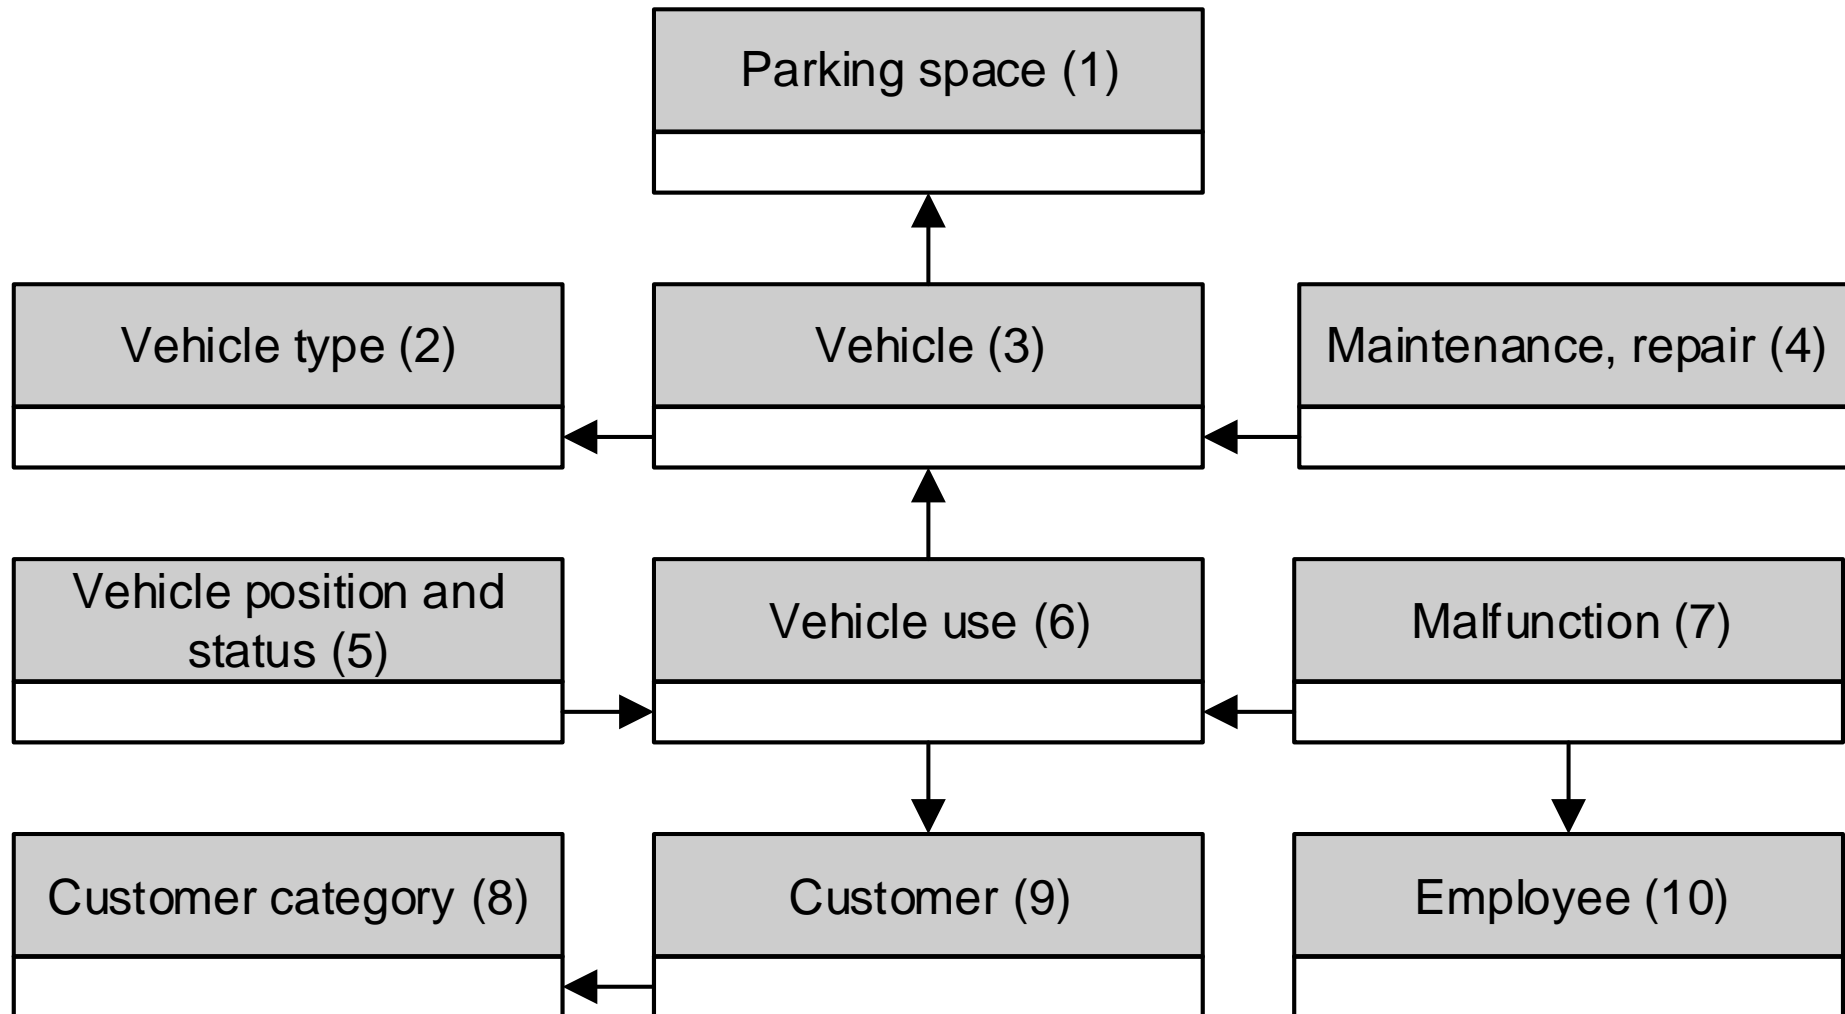 Parking space (1)
Vehicle type (2)
Vehicle (3)
Maintenance, repair (4)
Vehicle position and
status (5)
Vehicle use (6)
Malfunction (7)
Customer category (8)
Customer (9)
Employee (10)